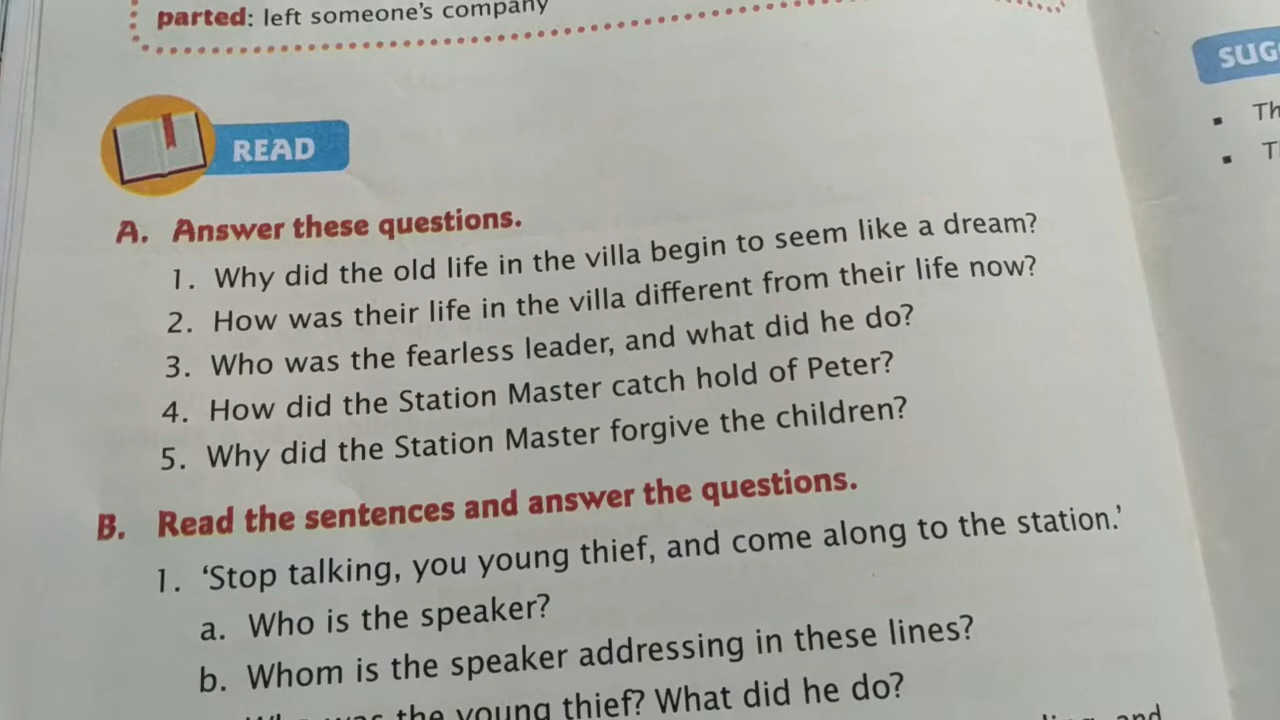 parted: left someone's company
READ
A. Answer these questions.
1. Why did the old life in the villa begin to seem like a dream?
2. How was their life in the villa different from their life now?
3. Who was the fearless leader, and what did he do?
4. How did the Station Master catch hold of Peter?
5. Why did the Station Master forgive the children?
B. Read the sentences and answer the questions.
1. 'Stop talking, you young thief, and come along to the station.'
a. Who is the speaker?
b. Whom is the speaker addressing in these lines?
was the young thief? What did he do?
and
SUG
Th
T